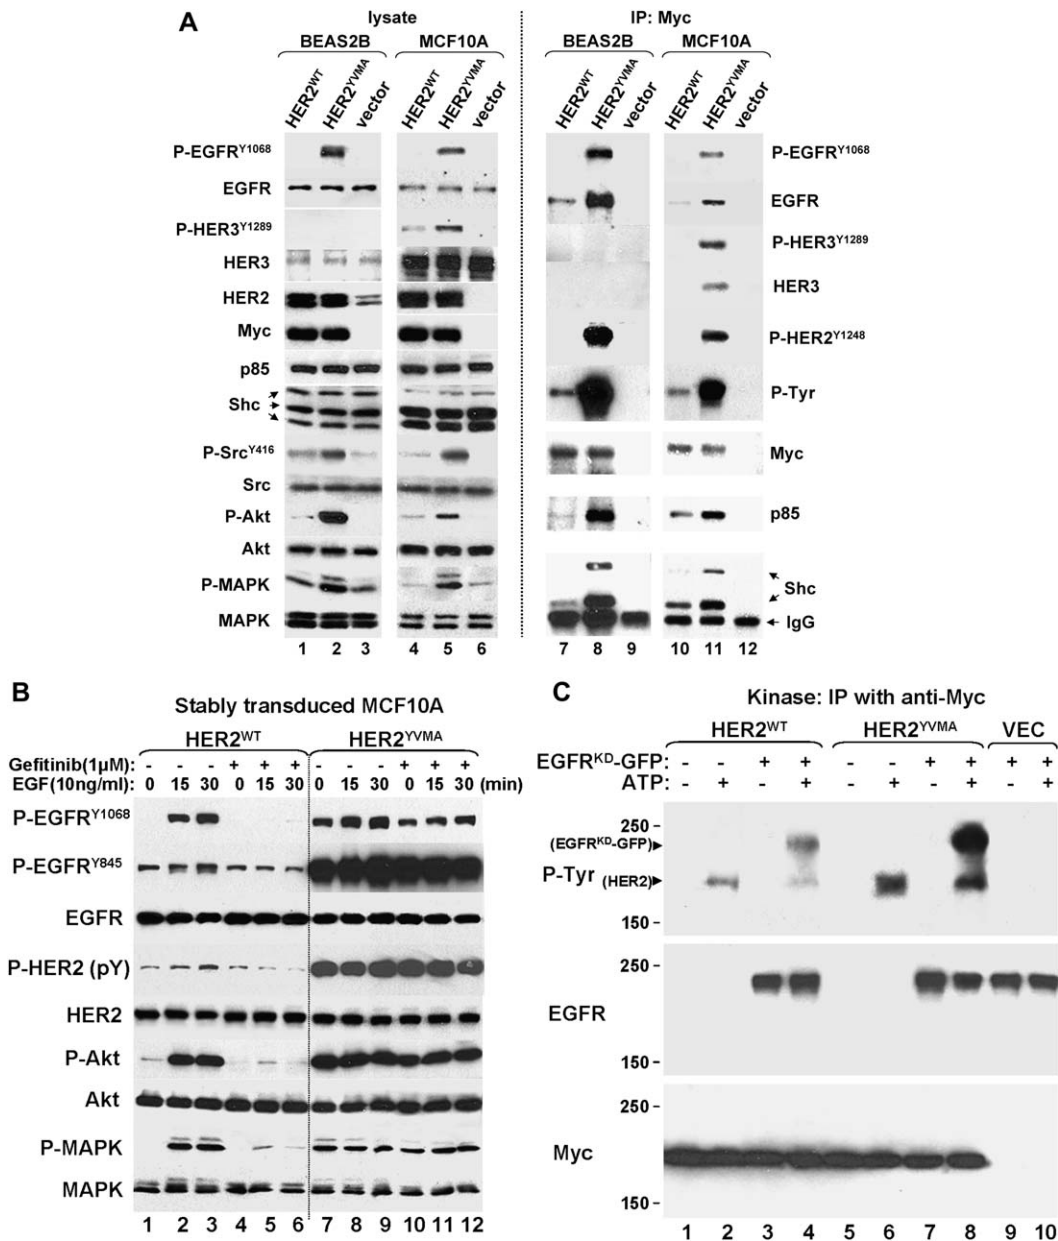 A
lysate
IP: Myc
BEAS2B MCF10A BEAS2B MCF10A
HER2WT HER2YVMA vector HER2WT HER2YVMA vector HER2WT HER2YVMA vector HER2WT HER2YVMA vector
P-EGFRY1068 P-EGFRY1068
EGFR EGFR
P-HER3Y1289 P-HER3Y1289
HER3 HER3
HER2 P-HER2Y1248
Myc P-Tyr
p85 Myc
Shc p85
P-SrcY416 Shc
Src IgG
P-Akt
Akt
P-MAPK
MAPK
1 2 3 4 5 6 7 8 9 10 11 12
B
Stably transduced MCF10A
HER2WT HER2YVMA
Gefitinib(1µM): - - - + + + - - - + + +
EGF(10ng/ml): 0 15 30 0 15 30 0 15 30 0 15 30 (min)
P-EGFRY1068
P-EGFRY845
EGFR
P-HER2 (pY)
HER2
P-Akt
Akt
P-MAPK
MAPK
1 2 3 4 5 6 7 8 9 10 11 12
C
Kinase: IP with anti-Myc
HER2WT HER2YVMA VEC
EGFRKD-GFP: - - + + - - + + + +
ATP: - + - + - + - + - +
250 -
(EGFRKD-GFP)
P-Tyr (HER2)
150 -
250 -
EGFR
150 -
250 -
Myc
150 -
1 2 3 4 5 6 7 8 9 10